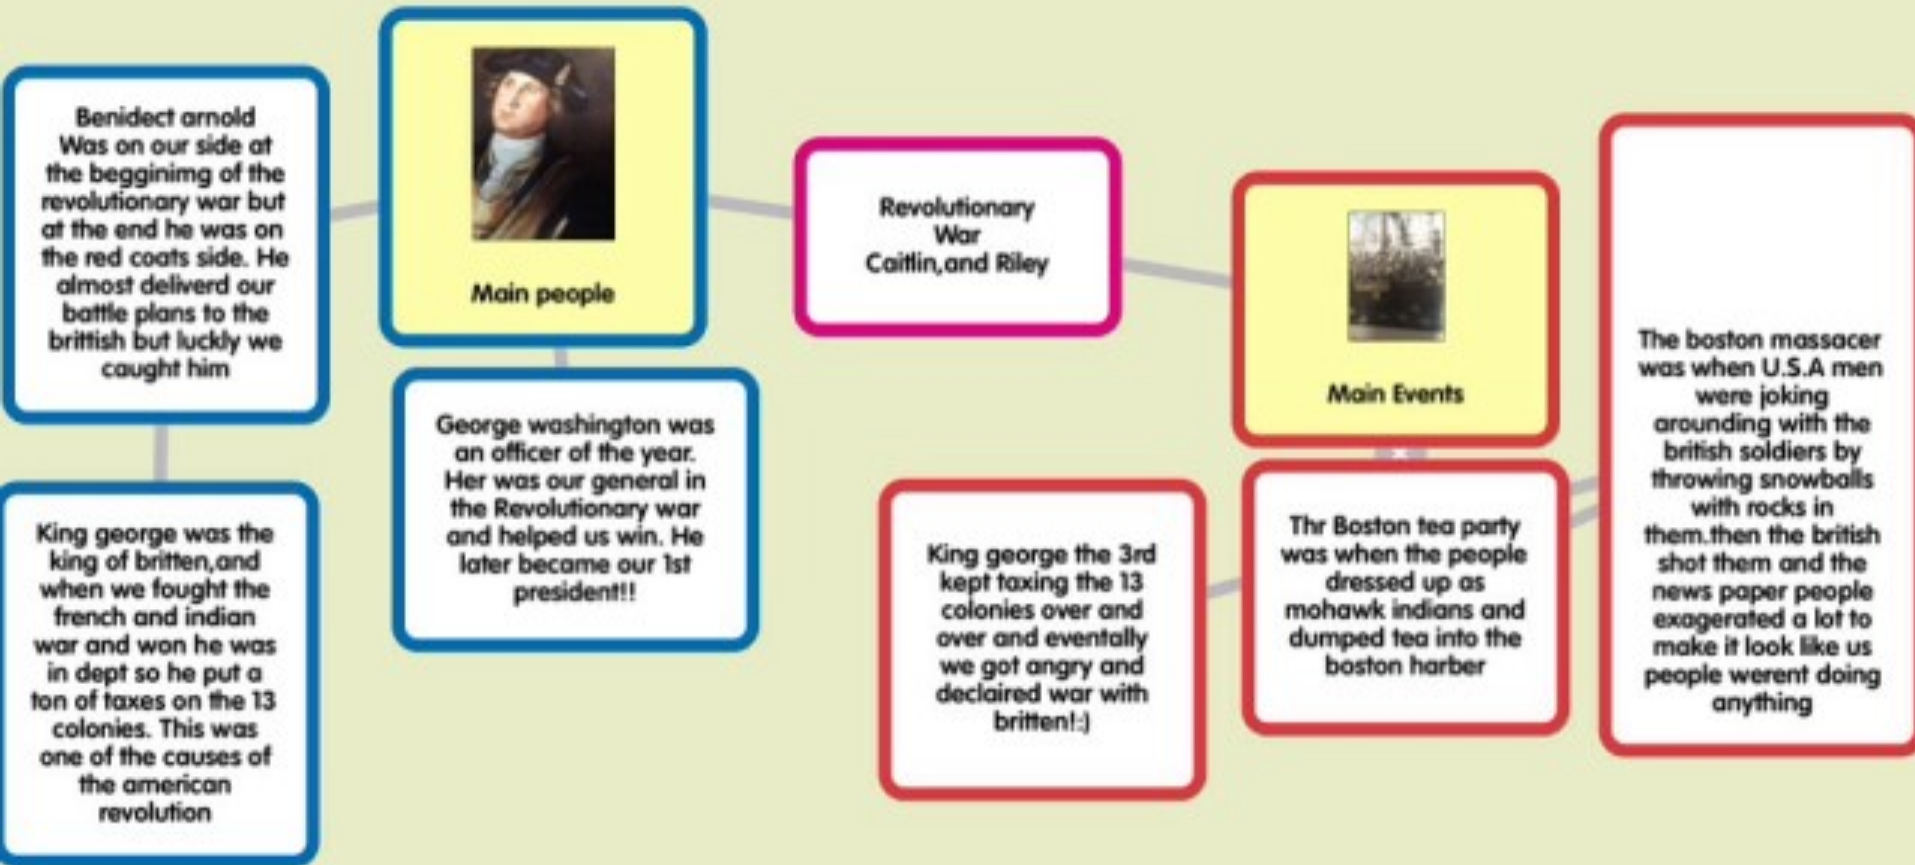 Benidect arnold
Was on our side at
the begginimg of the
revolutionary war but
at the end he was on
the red coats side. He
almost deliverd our
battle plans to the
brittish but luckly we
caught him
King george was the
king of britten,and
when we fought the
french and indian
war and won he was
in dept so he put a
ton of taxes on the 13
colonies. This was
one of the causes of
the american
revolution
Main people
George washington was
an officer of the year.
Her was our general in
the Revolutionary war
and helped us win. He
later became our 1st
president!!
Revolutionary
War
Caitlin,and Riley
Main Events
King george the 3rd
kept taxing the 13
colonies over and
over and eventally
we got angry and
declaired war with
britten!:)
Thr Boston tea party
was when the people
dressed up as
mohawk indians and
dumped tea into the
boston harber
The boston massacer
was when U.S.A men
were joking
arounding with the
british soldiers by
throwing snowballs
with rocks in
them.then the british
shot them and the
news paper people
exagerated a lot to
make it look like us
people werent doing
anything